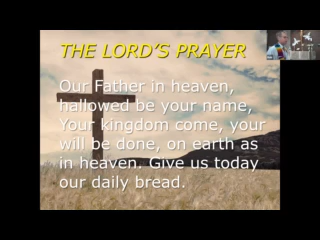 THE LORD'S PRAYER
Our Father in heaven,
hallowed be your name,
Your kingdom come, your
will be done, on earth as
in heaven. Give us today
our daily bread.